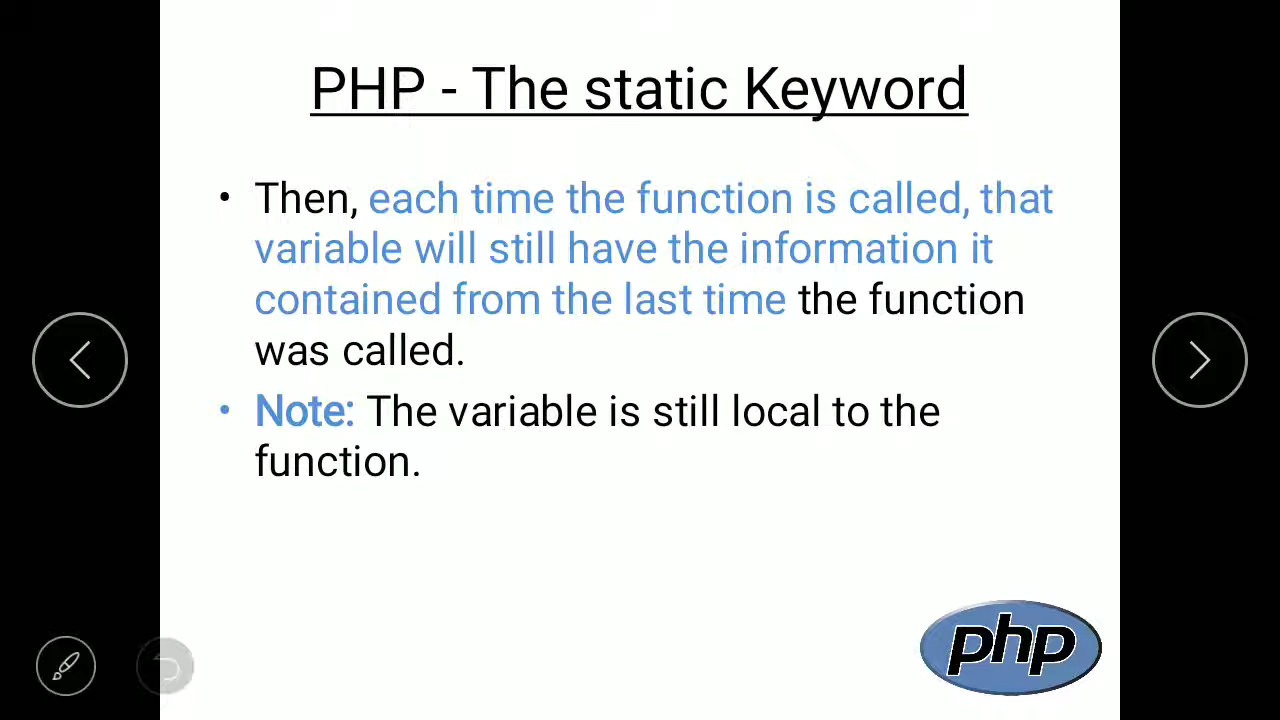 PHP - The static Keyword
• Then, each time the function is called, that
variable will still have the information it
contained from the last time the function
was called.
• Note: The variable is still local to the
function.
php